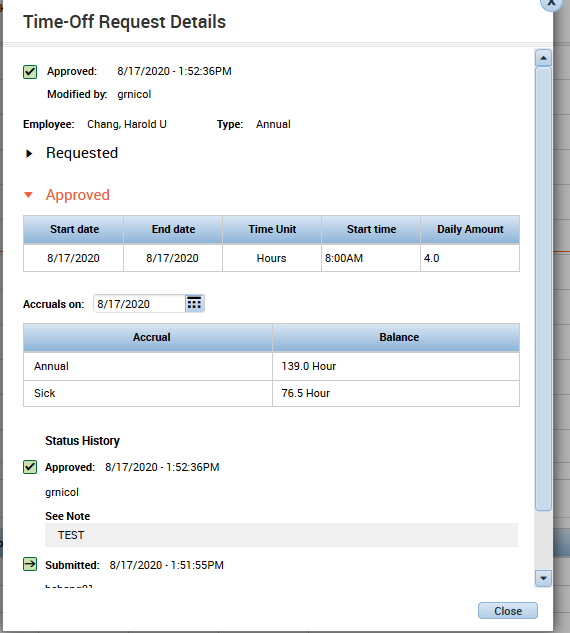 X
Time-Off Request Details
Approved: 8/17/2020 - 1:52:36PM
Modified by: grnicol
Employee: Chang, Harold U Type: Annual
Requested
Approved
Start date End date Time Unit Start time Daily Amount
8/17/2020 8/17/2020 Hours 8:00AM 4.0
Accruals on: 8/17/2020
Accrual Balance
Annual 139.0 Hour
Sick 76.5 Hour
Status History
Approved: 8/17/2020 - 1:52:36PM
grnicol
See Note
TEST
Submitted: 8/17/2020 - 1:51:55PM
Close